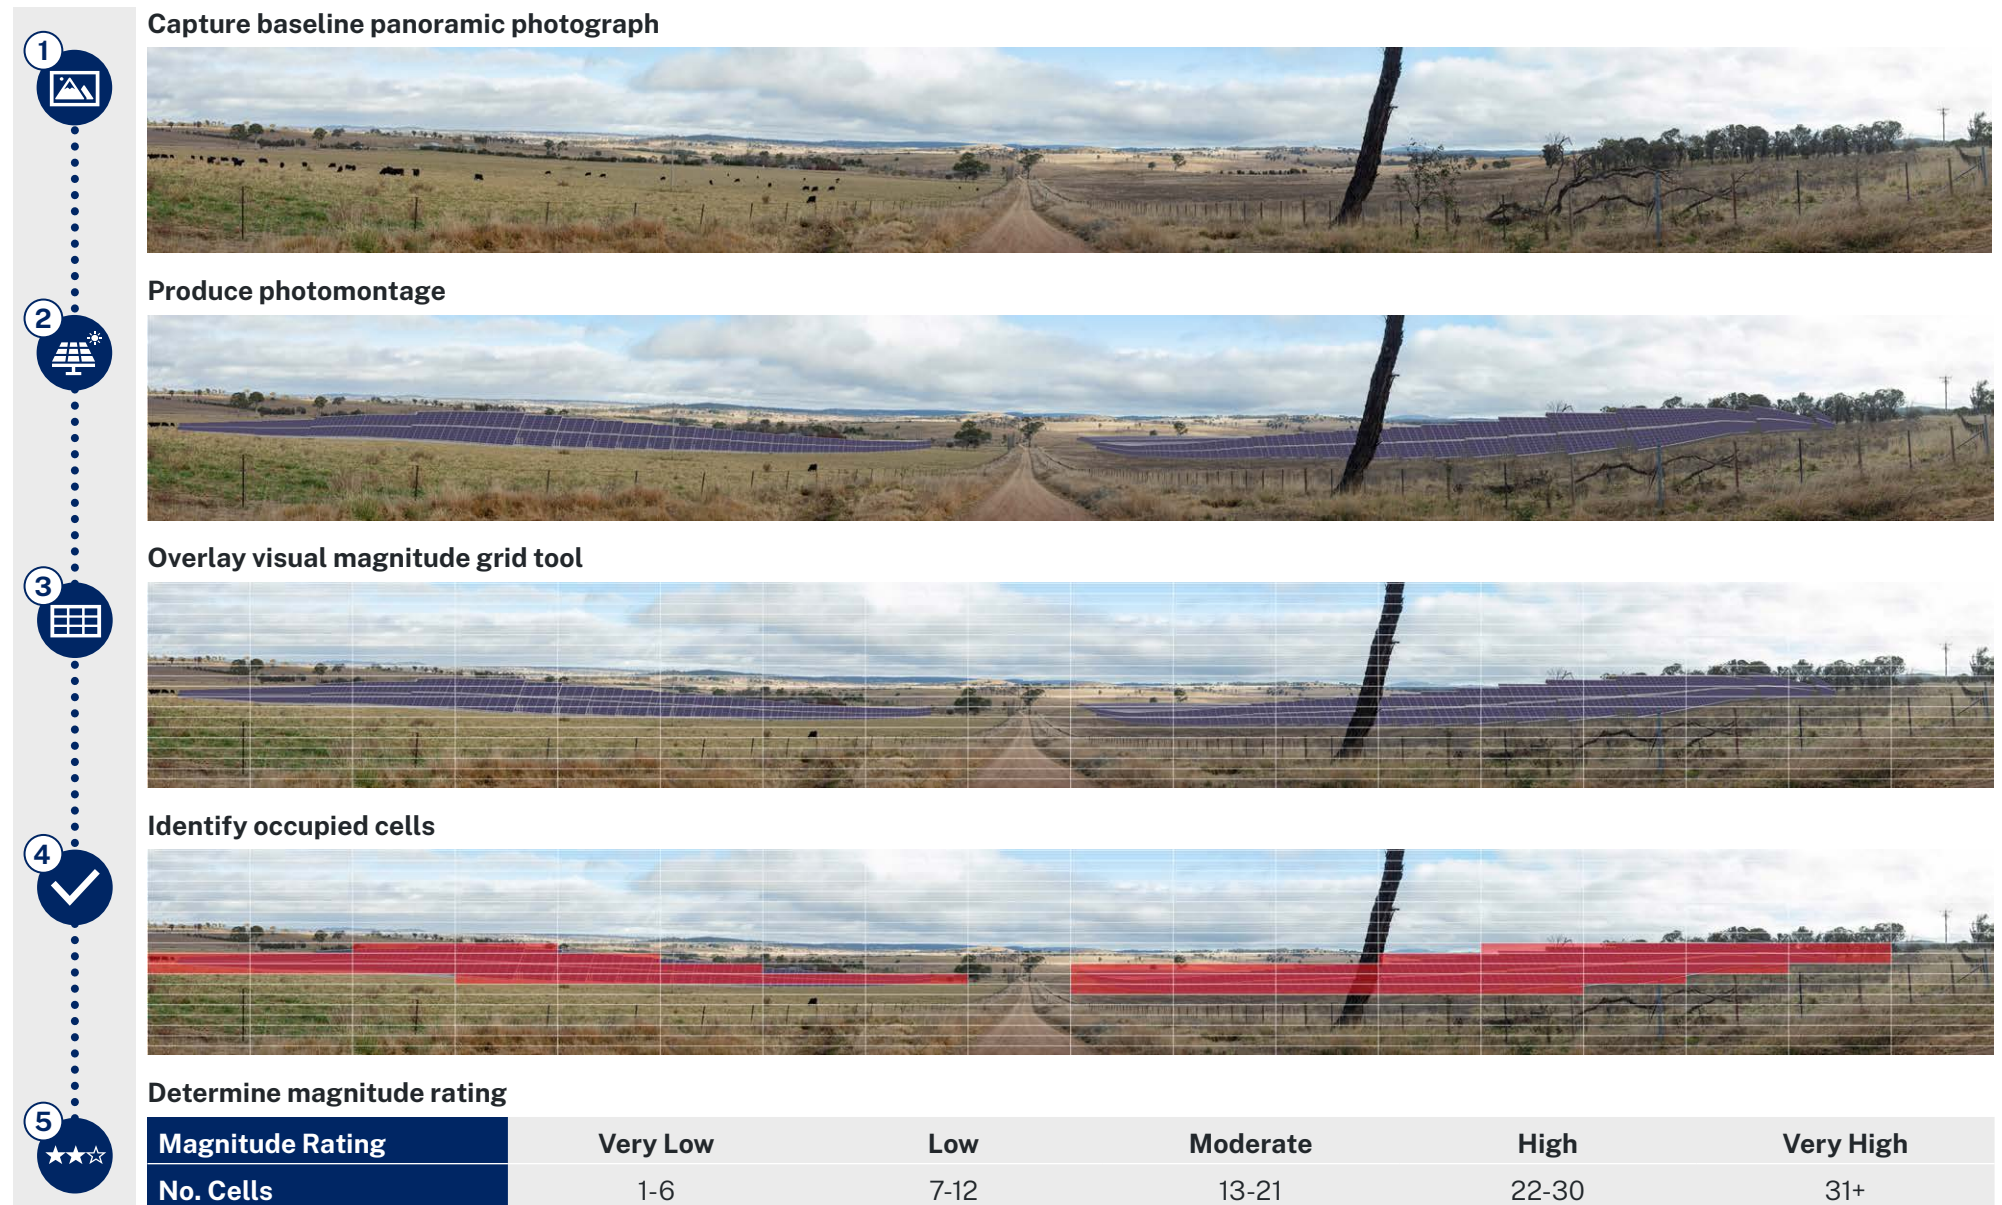 1
Capture baseline panoramic photograph
2
Produce photomontage
3
Overlay visual magnitude grid tool
4
Identify occupied cells
5
Determine magnitude rating
Magnitude Rating Very Low Low Moderate High Very High
No. Cells 1-6 7-12 13-21 22-30 31+